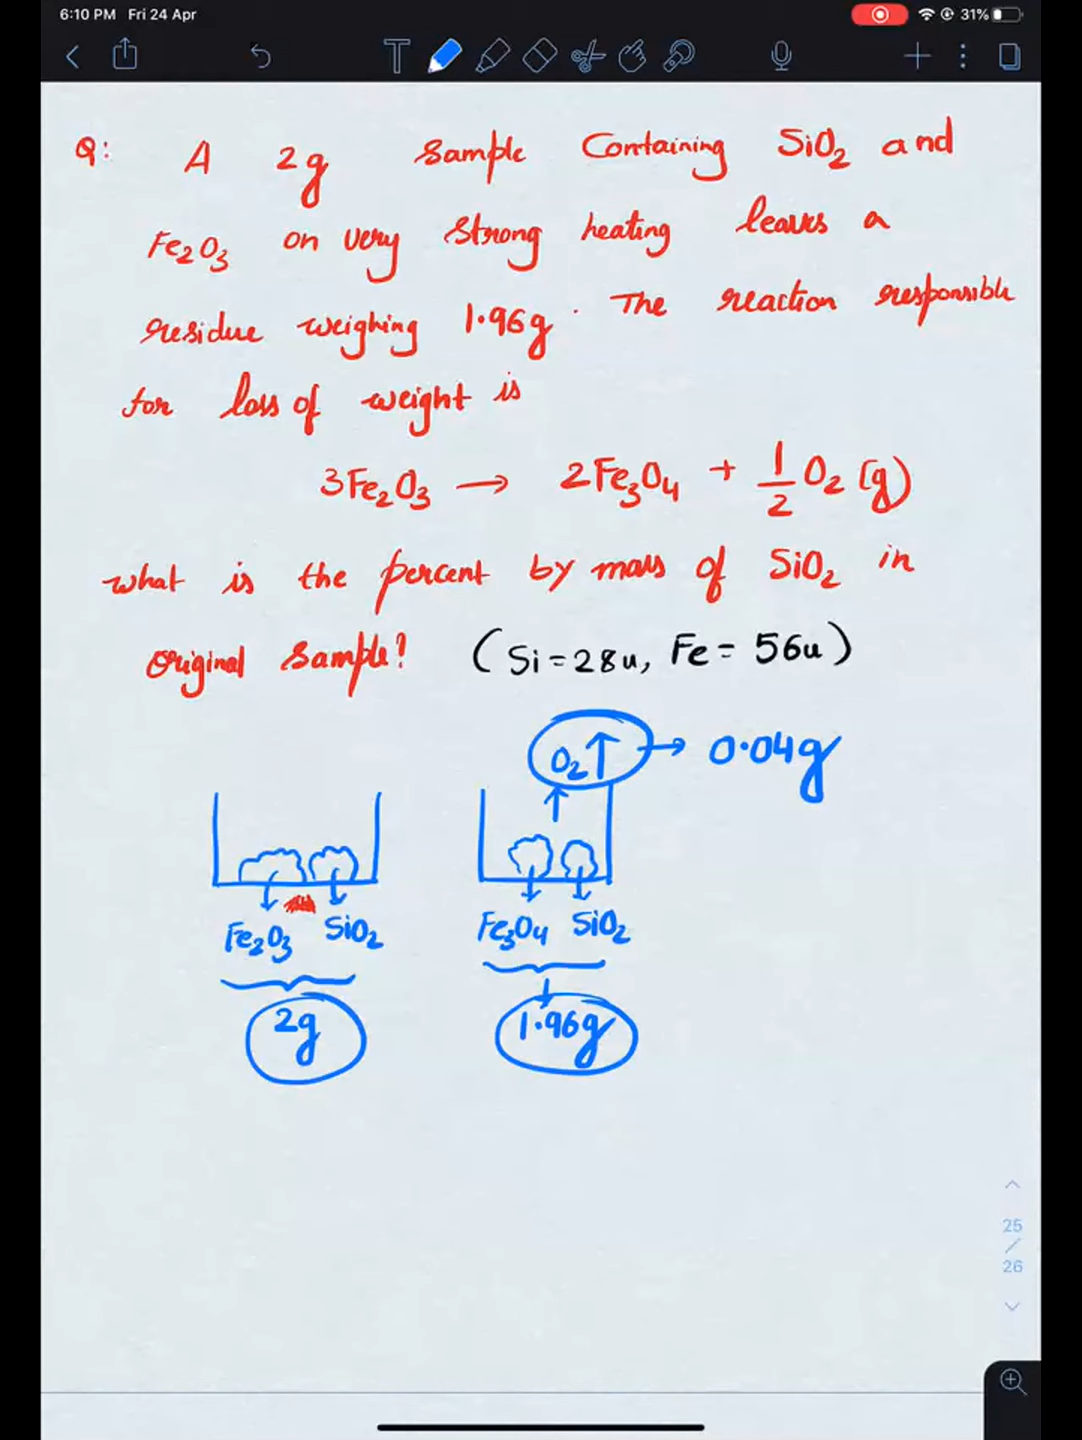 6:10 PM Fri 24 Apr
31%
T
Q: A 2g sample Containing SiO₂ and
Fe₂O₃ on very strong heating leaves a
residue weighing 1.96g. The reaction responsible
for loss of weight is
3Fe₂O₃ → 2Fe₃O₄ + 1/2 O₂ (g)
what is the percent by mass of SiO₂ in
original sample? (Si = 28u, Fe = 56u)
O₂↑ → 0.04g
Fe₂O₃ SiO₂ Fe₃O₄ SiO₂
2g 1.96g
25
/
26